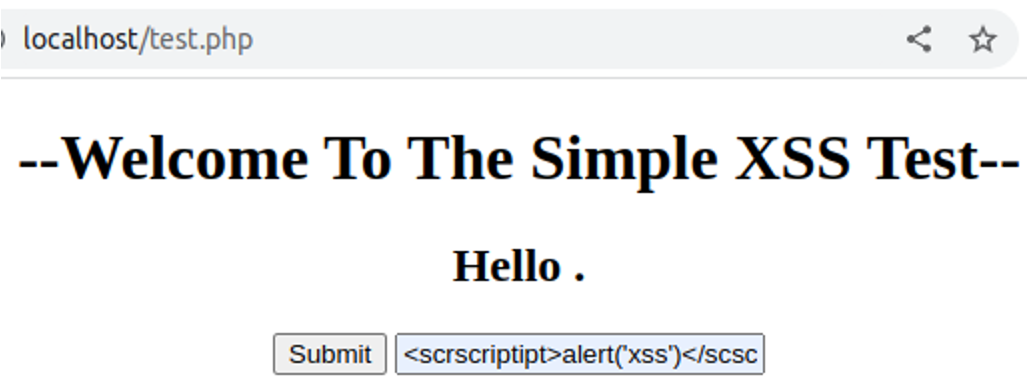 localhost/test.php
--Welcome To The Simple XSS Test--
Hello .
Submit <scrscriptipt>alert('xss')</scsc